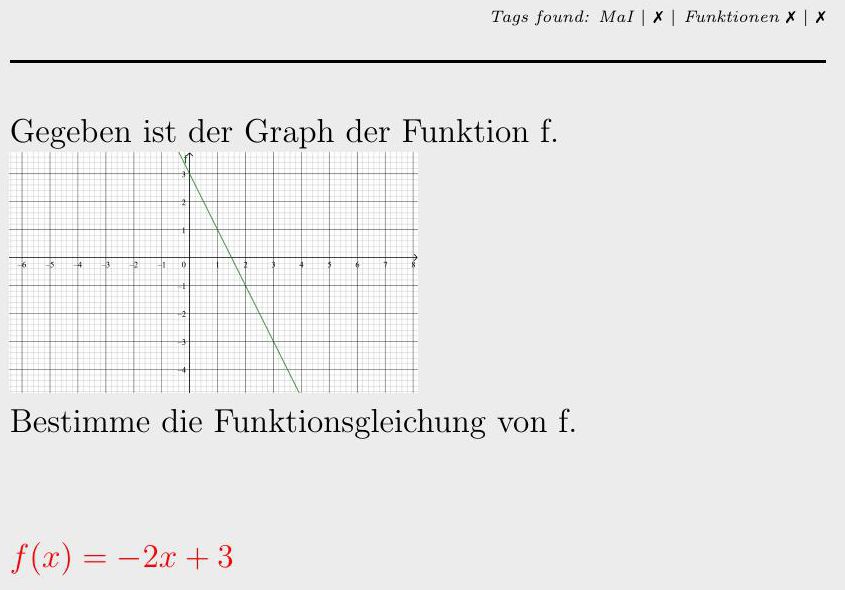 Tags found: MaI | ✗ | Funktionen ✗ | ✗
Gegeben ist der Graph der Funktion f.
f
3
2
1
-6 -5 -4 -3 -2 -1 0 1 2 3 4 5 6 7 8
-1
-2
-3
-4
Bestimme die Funktionsgleichung von f.
f(x) = −2x + 3